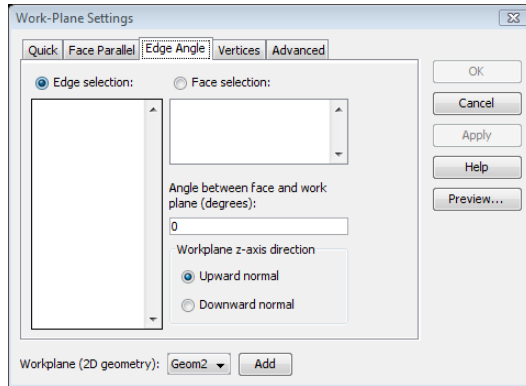 Work-Plane Settings
Quick Face Parallel Edge Angle Vertices Advanced
Edge selection:
Face selection:
Angle between face and work
plane (degrees):
0
Workplane z-axis direction
Upward normal
Downward normal
Workplane (2D geometry): Geom2 Add
OK
Cancel
Apply
Help
Preview...